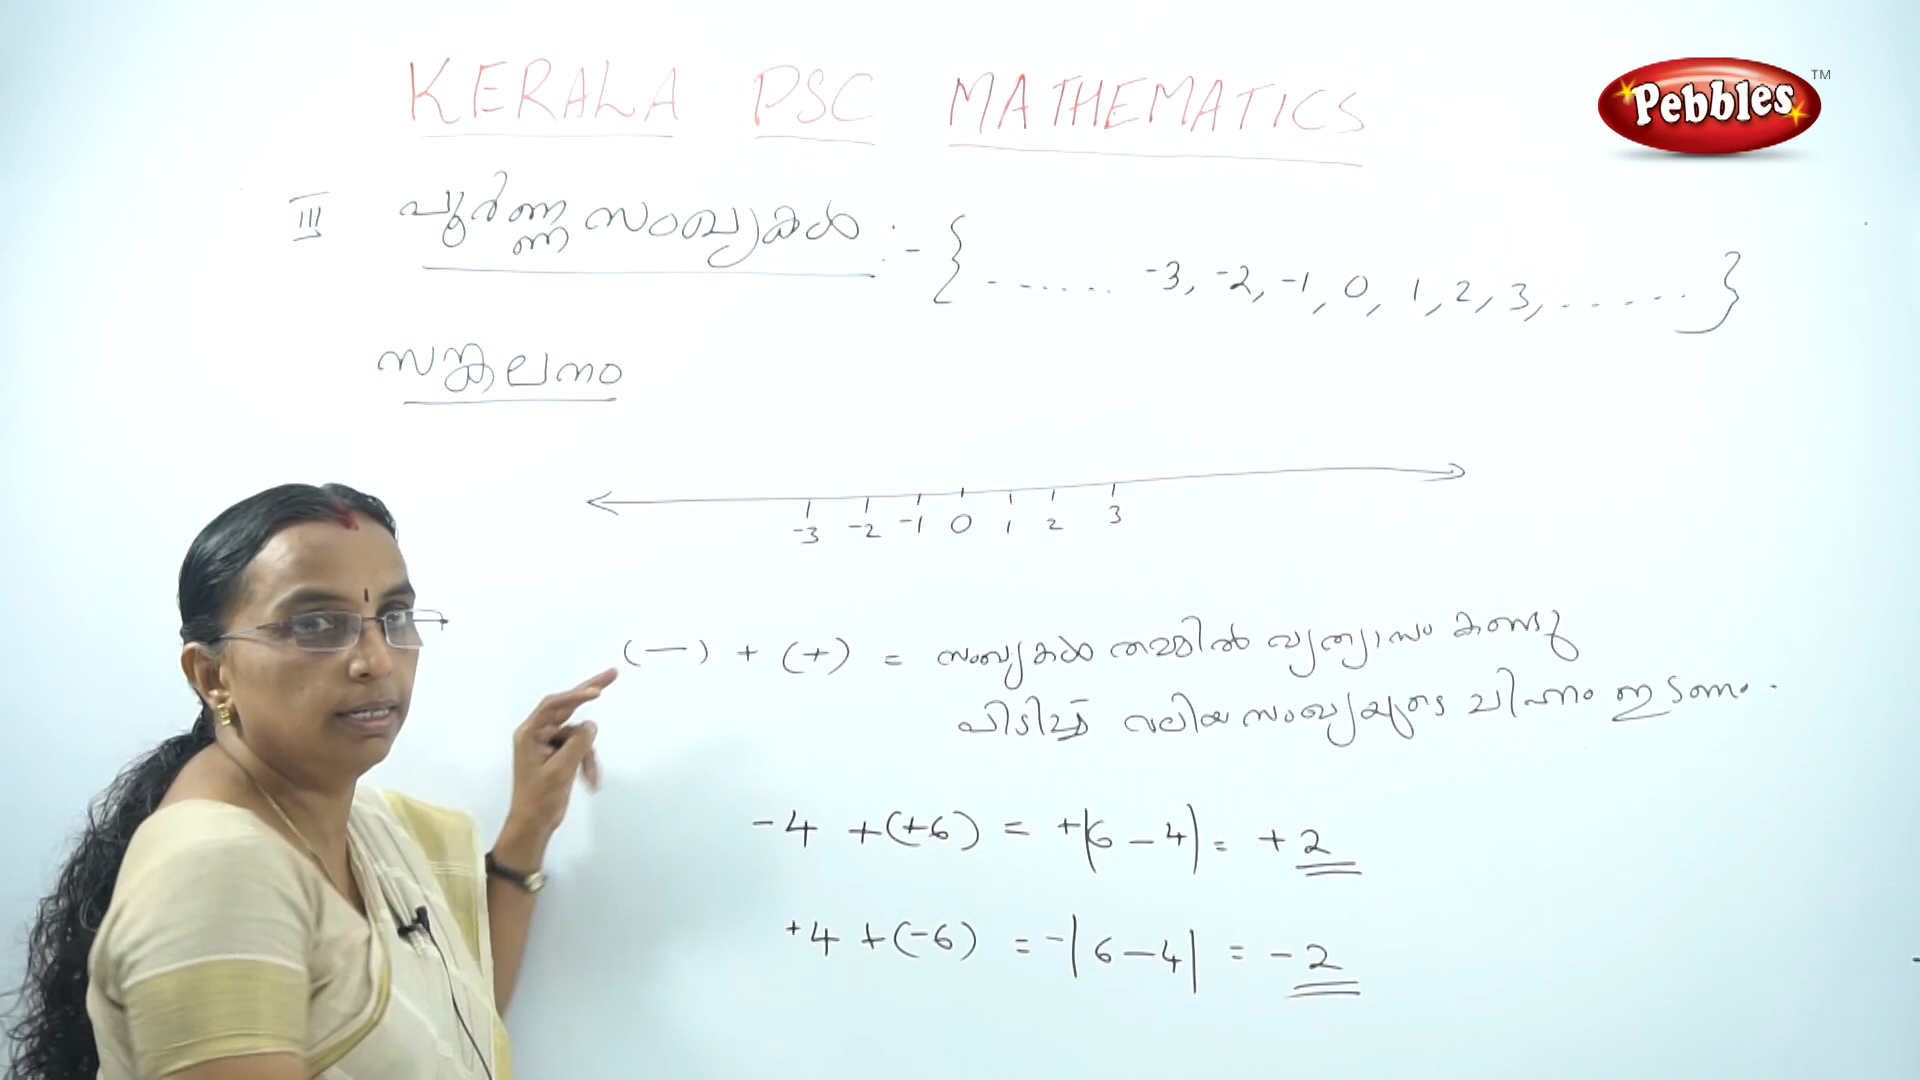 KERALA PSC MATHEMATICS
Pebbles TM
III പൂർണ്ണസംഖ്യകൾ :- { ...... -3, -2, -1, 0, 1, 2, 3, ...... }
സങ്കലനം
-3 -2 -1 0 1 2 3
(-) + (+) = സംഖ്യകൾ തമ്മിൽ വ്യത്യാസം കണ്ടു
പിടിച്ച് വലിയ സംഖ്യയുടെ ചിഹ്നം ഇടണം.
-4 +(+6) = +|6-4| = +2
+4 +(-6) = -|6-4| = -2